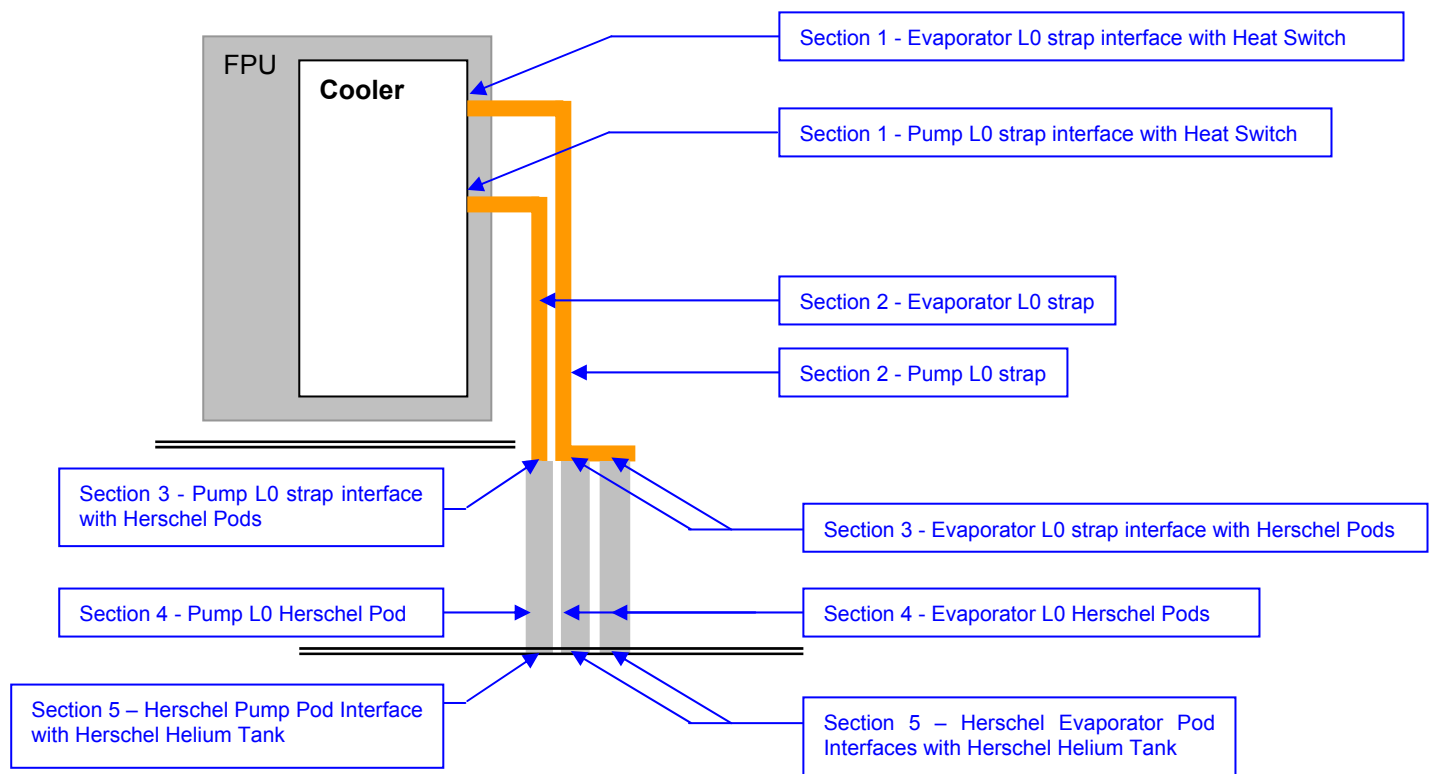 FPU
Cooler
Section 1 - Evaporator L0 strap interface with Heat Switch
Section 1 - Pump L0 strap interface with Heat Switch
Section 2 - Evaporator L0 strap
Section 2 - Pump L0 strap
Section 3 - Pump L0 strap interface
with Herschel Pods
Section 3 - Evaporator L0 strap interface with Herschel Pods
Section 4 - Pump L0 Herschel Pod
Section 4 - Evaporator L0 Herschel Pods
Section 5 – Herschel Pump Pod Interface
with Herschel Helium Tank
Section 5 – Herschel Evaporator Pod
Interfaces with Herschel Helium Tank